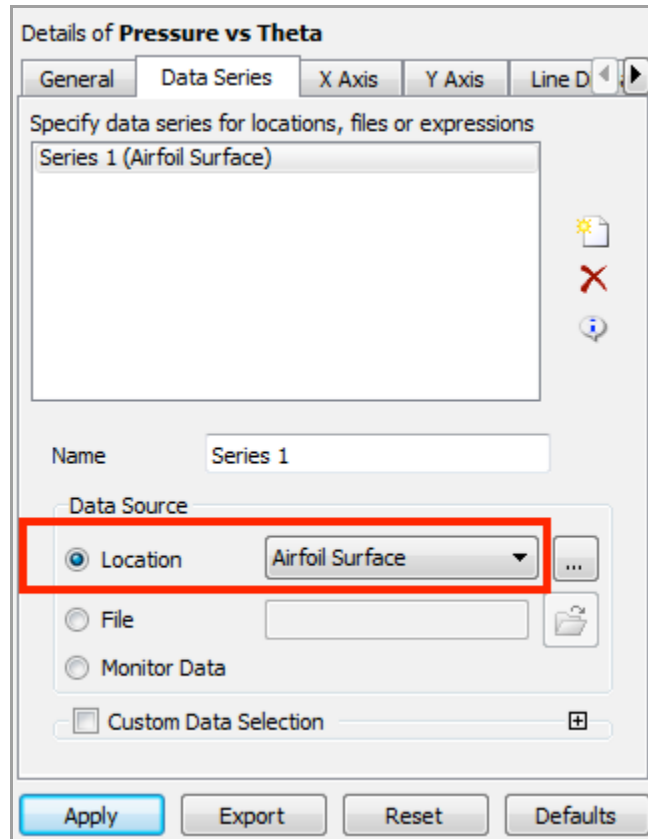 Details of Pressure vs Theta
General Data Series X Axis Y Axis Line D
Specify data series for locations, files or expressions
Series 1 (Airfoil Surface)
Name Series 1
Data Source
Location Airfoil Surface ...
File
Monitor Data
Custom Data Selection
Apply Export Reset Defaults